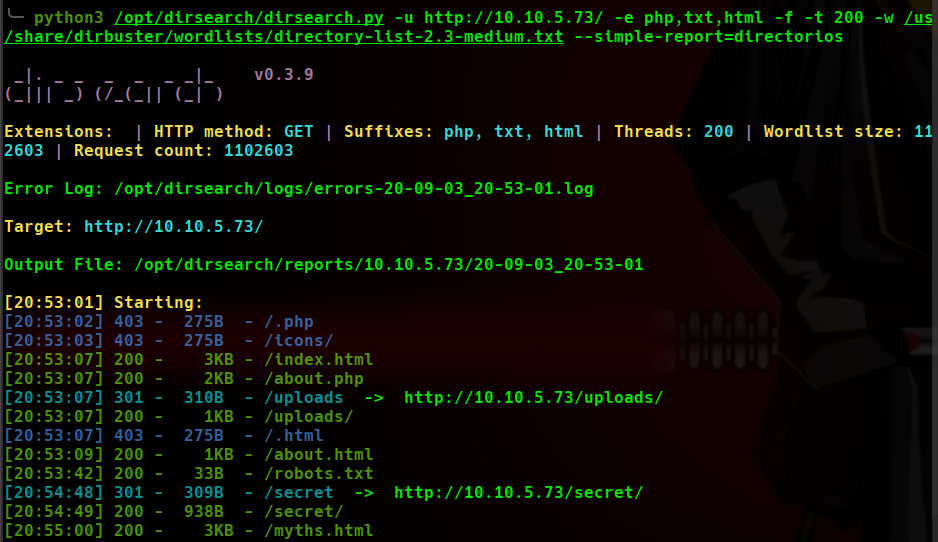 ╰─ python3 /opt/dirsearch/dirsearch.py -u http://10.10.5.73/ -e php,txt,html -f -t 200 -w /us
/share/dirbuster/wordlists/directory-list-2.3-medium.txt --simple-report=directorios
 _|. _ _  _  _  _ _|_    v0.3.9
(_||| _) (/_(_|| (_| )
Extensions:  | HTTP method: GET | Suffixes: php, txt, html | Threads: 200 | Wordlist size: 11
2603 | Request count: 1102603
Error Log: /opt/dirsearch/logs/errors-20-09-03_20-53-01.log
Target: http://10.10.5.73/
Output File: /opt/dirsearch/reports/10.10.5.73/20-09-03_20-53-01
[20:53:01] Starting:
[20:53:02] 403 -  275B  - /.php
[20:53:03] 403 -  275B  - /icons/
[20:53:07] 200 -    3KB - /index.html
[20:53:07] 200 -    2KB - /about.php
[20:53:07] 301 -  310B  - /uploads  ->  http://10.10.5.73/uploads/
[20:53:07] 200 -    1KB - /uploads/
[20:53:07] 403 -  275B  - /.html
[20:53:09] 200 -    1KB - /about.html
[20:53:42] 200 -   33B  - /robots.txt
[20:54:48] 301 -  309B  - /secret  ->  http://10.10.5.73/secret/
[20:54:49] 200 -  938B  - /secret/
[20:55:00] 200 -    3KB - /myths.html